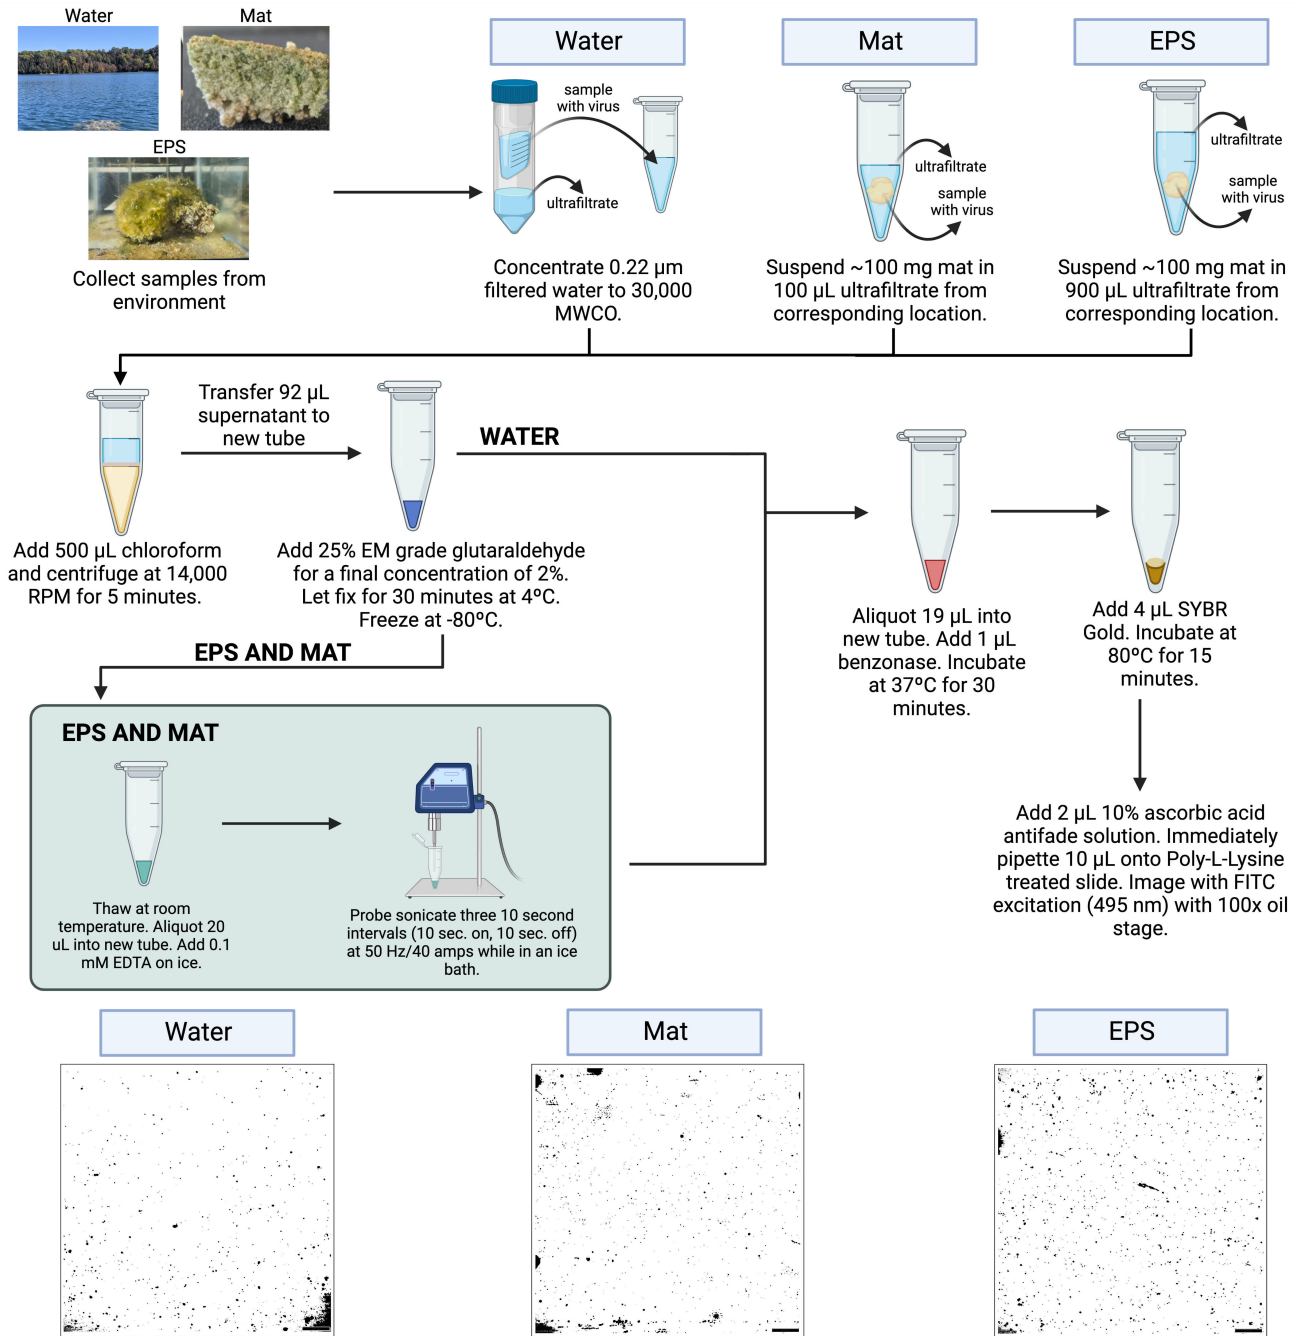 Water
Mat
EPS
Collect samples from
environment
Water
sample
with virus
ultrafiltrate
Concentrate 0.22 µm
filtered water to 30,000
MWCO.
Mat
ultrafiltrate
sample
with virus
Suspend ~100 mg mat in
100 µL ultrafiltrate from
corresponding location.
EPS
ultrafiltrate
sample
with virus
Suspend ~100 mg mat in
900 µL ultrafiltrate from
corresponding location.
Add 500 µL chloroform
and centrifuge at 14,000
RPM for 5 minutes.
Transfer 92 µL
supernatant to
new tube
Add 25% EM grade glutaraldehyde
for a final concentration of 2%.
Let fix for 30 minutes at 4ºC.
Freeze at -80ºC.
WATER
EPS AND MAT
EPS AND MAT
Thaw at room
temperature. Aliquot 20
uL into new tube. Add 0.1
mM EDTA on ice.
Probe sonicate three 10 second
intervals (10 sec. on, 10 sec. off)
at 50 Hz/40 amps while in an ice
bath.
Aliquot 19 µL into
new tube. Add 1 µL
benzonase. Incubate
at 37ºC for 30
minutes.
Add 4 µL SYBR
Gold. Incubate at
80ºC for 15
minutes.
Add 2 µL 10% ascorbic acid
antifade solution. Immediately
pipette 10 µL onto Poly-L-Lysine
treated slide. Image with FITC
excitation (495 nm) with 100x oil
stage.
Water
Mat
EPS